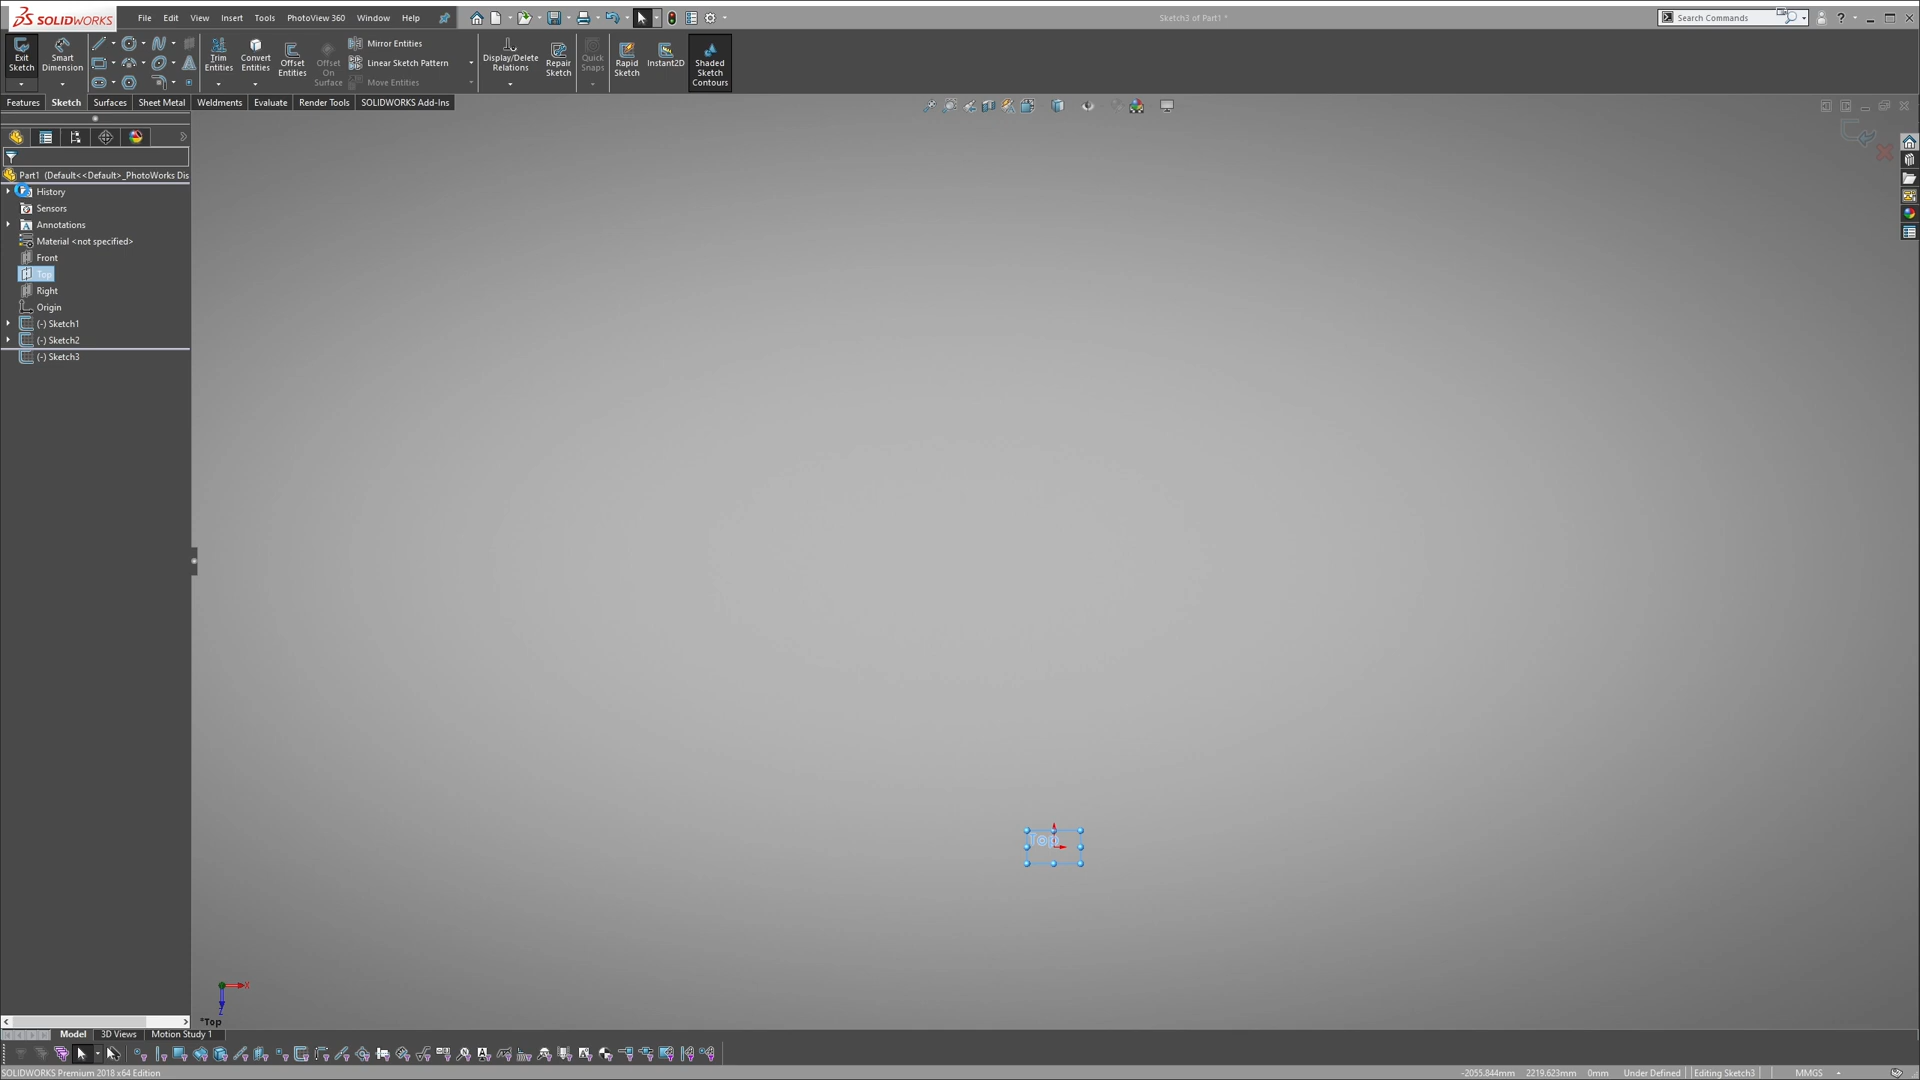 SOLIDWORKS File Edit View Insert Tools PhotoView 360 Window Help Sketch3 of Part1 * Search Commands ?
Exit Sketch
Smart Dimension
Trim Entities
Convert Entities
Offset Entities
Offset On Surface
Mirror Entities
Linear Sketch Pattern
Move Entities
Display/Delete Relations
Repair Sketch
Quick Snaps
Rapid Sketch
Instant2D
Shaded Sketch Contours
Features Sketch Surfaces Sheet Metal Weldments Evaluate Render Tools SOLIDWORKS Add-Ins
Part1 (Default<<Default>_PhotoWorks Dis
History
Sensors
Annotations
Material <not specified>
Front
Top
Right
Origin
(-) Sketch1
(-) Sketch2
(-) Sketch3
Top
X
Z
*Top
Model 3D Views Motion Study 1
SOLIDWORKS Premium 2018 x64 Edition -2055.844mm 2219.623mm 0mm Under Defined Editing Sketch3 MMGS